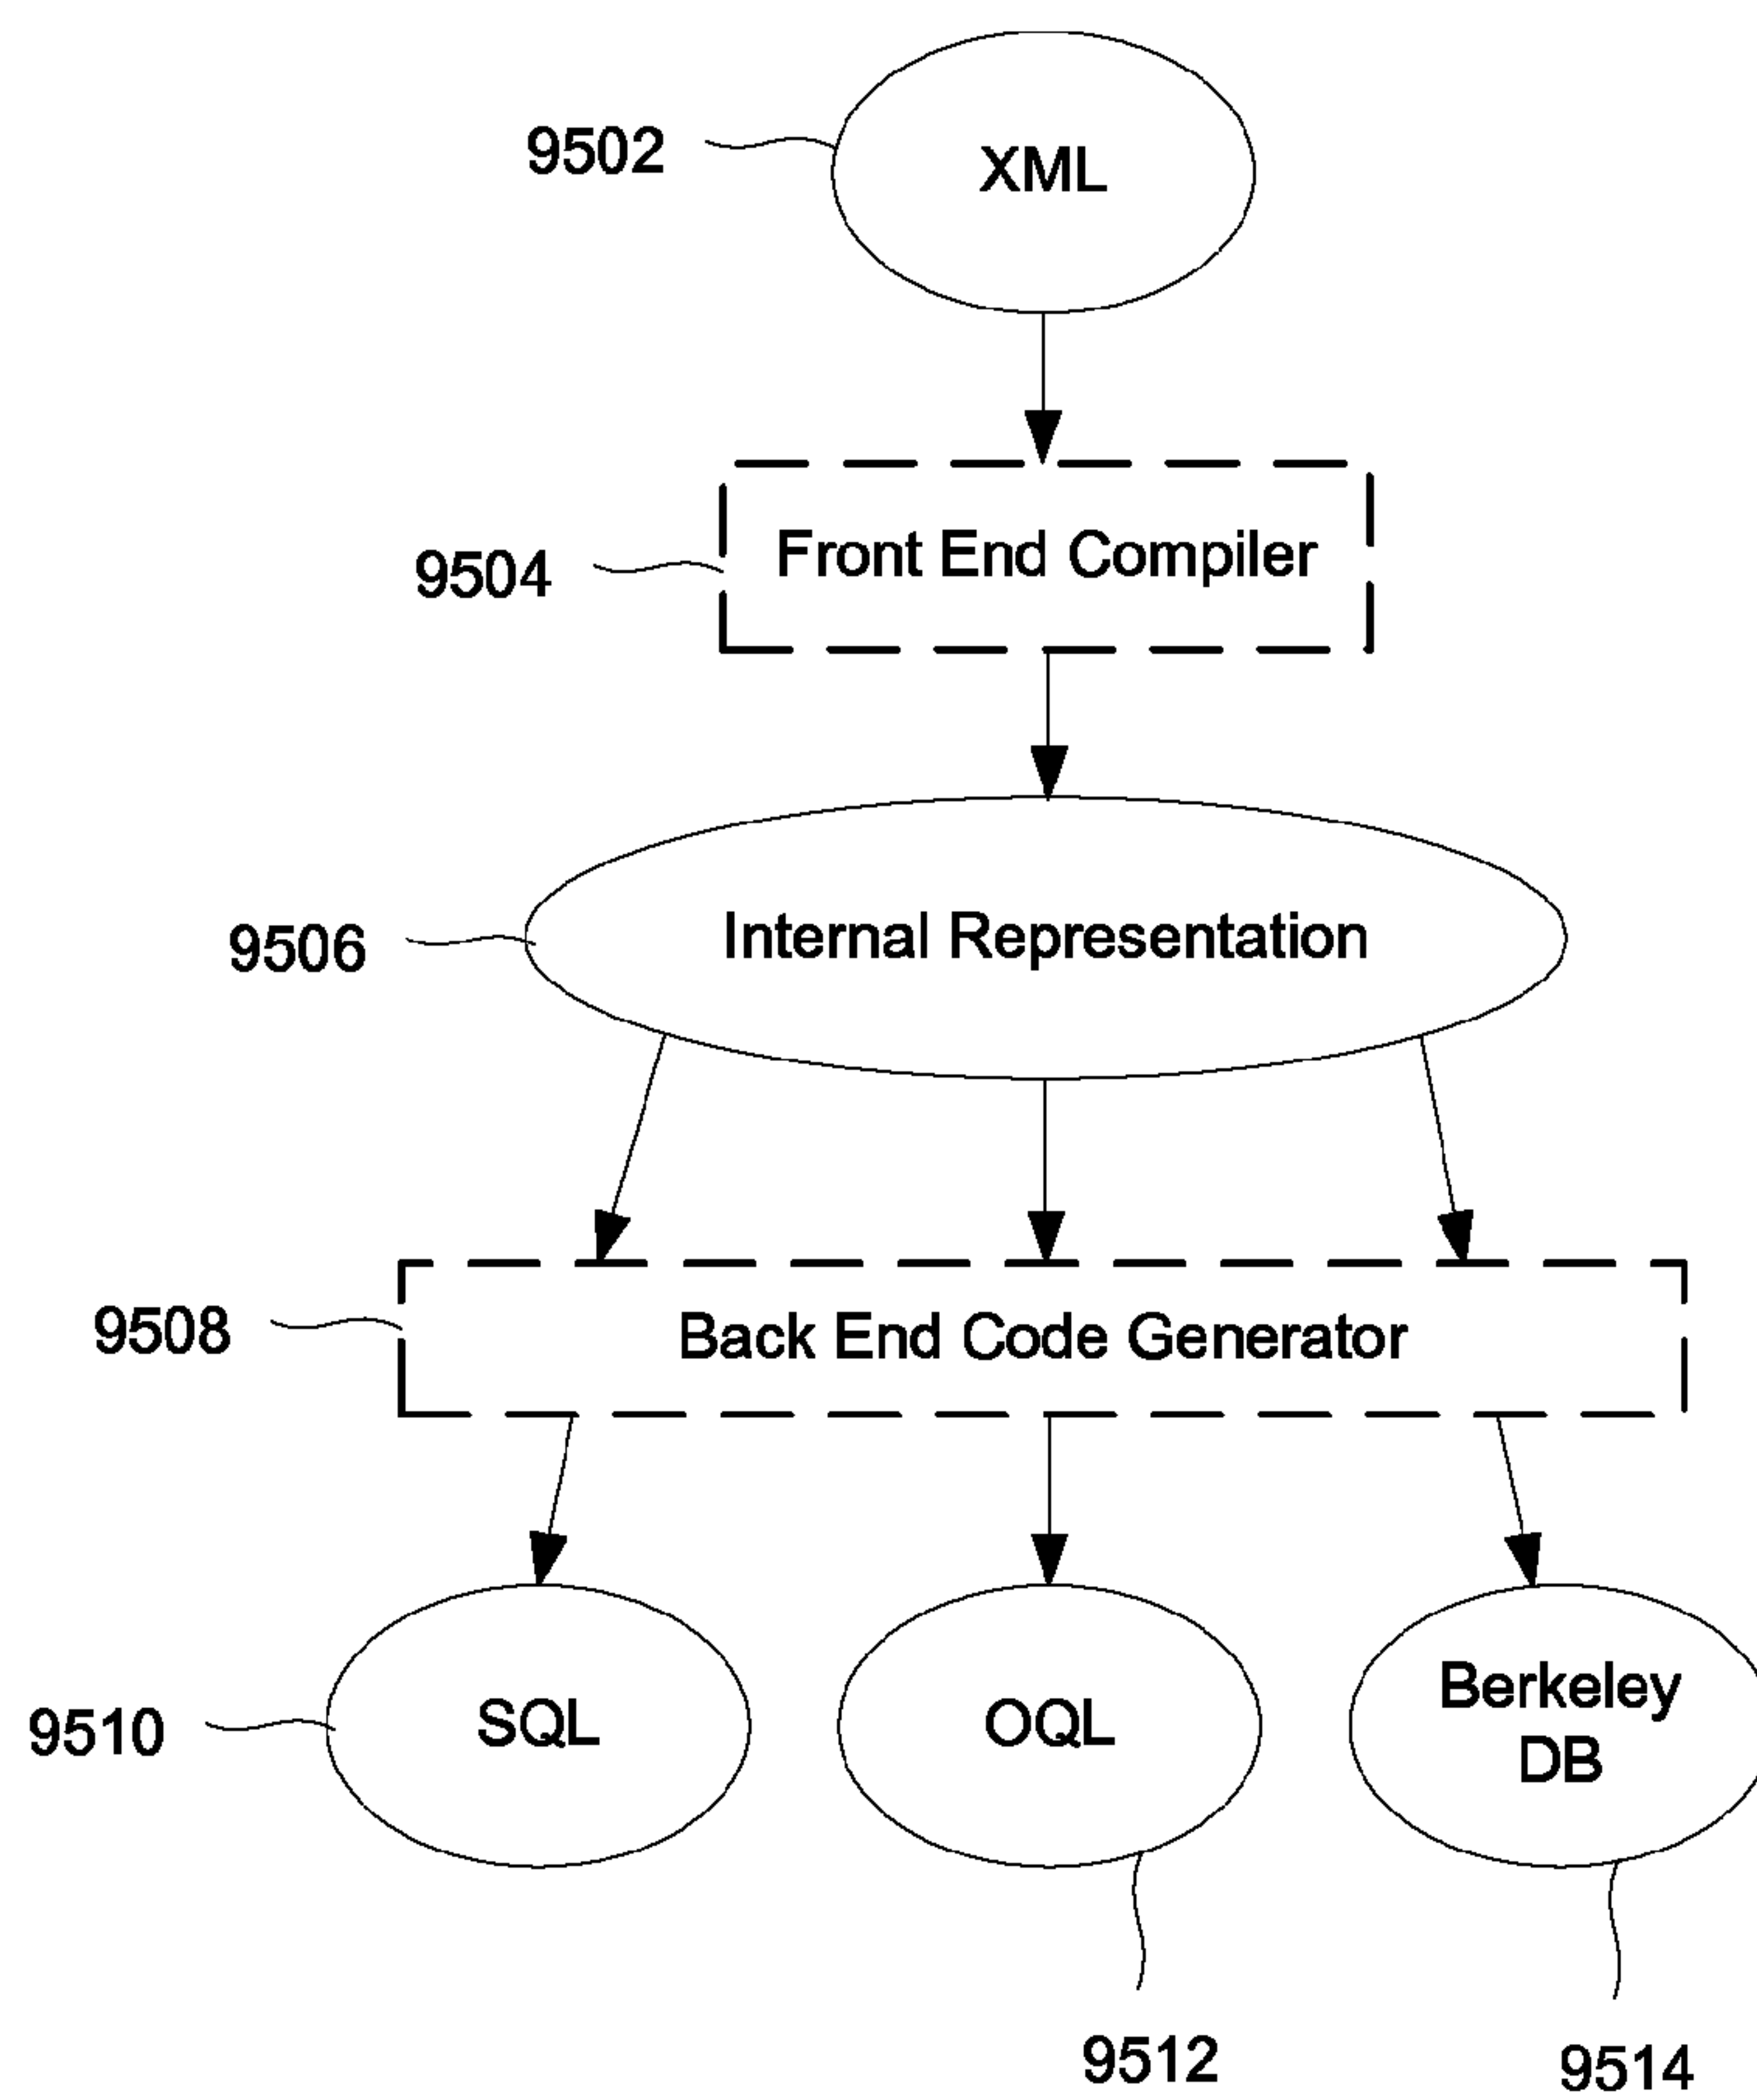 9502
XML
9504
Front End Compiler
9506
Internal Representation
9508
Back End Code Generator
9510
SQL
OQL
Berkeley
DB
9512
9514